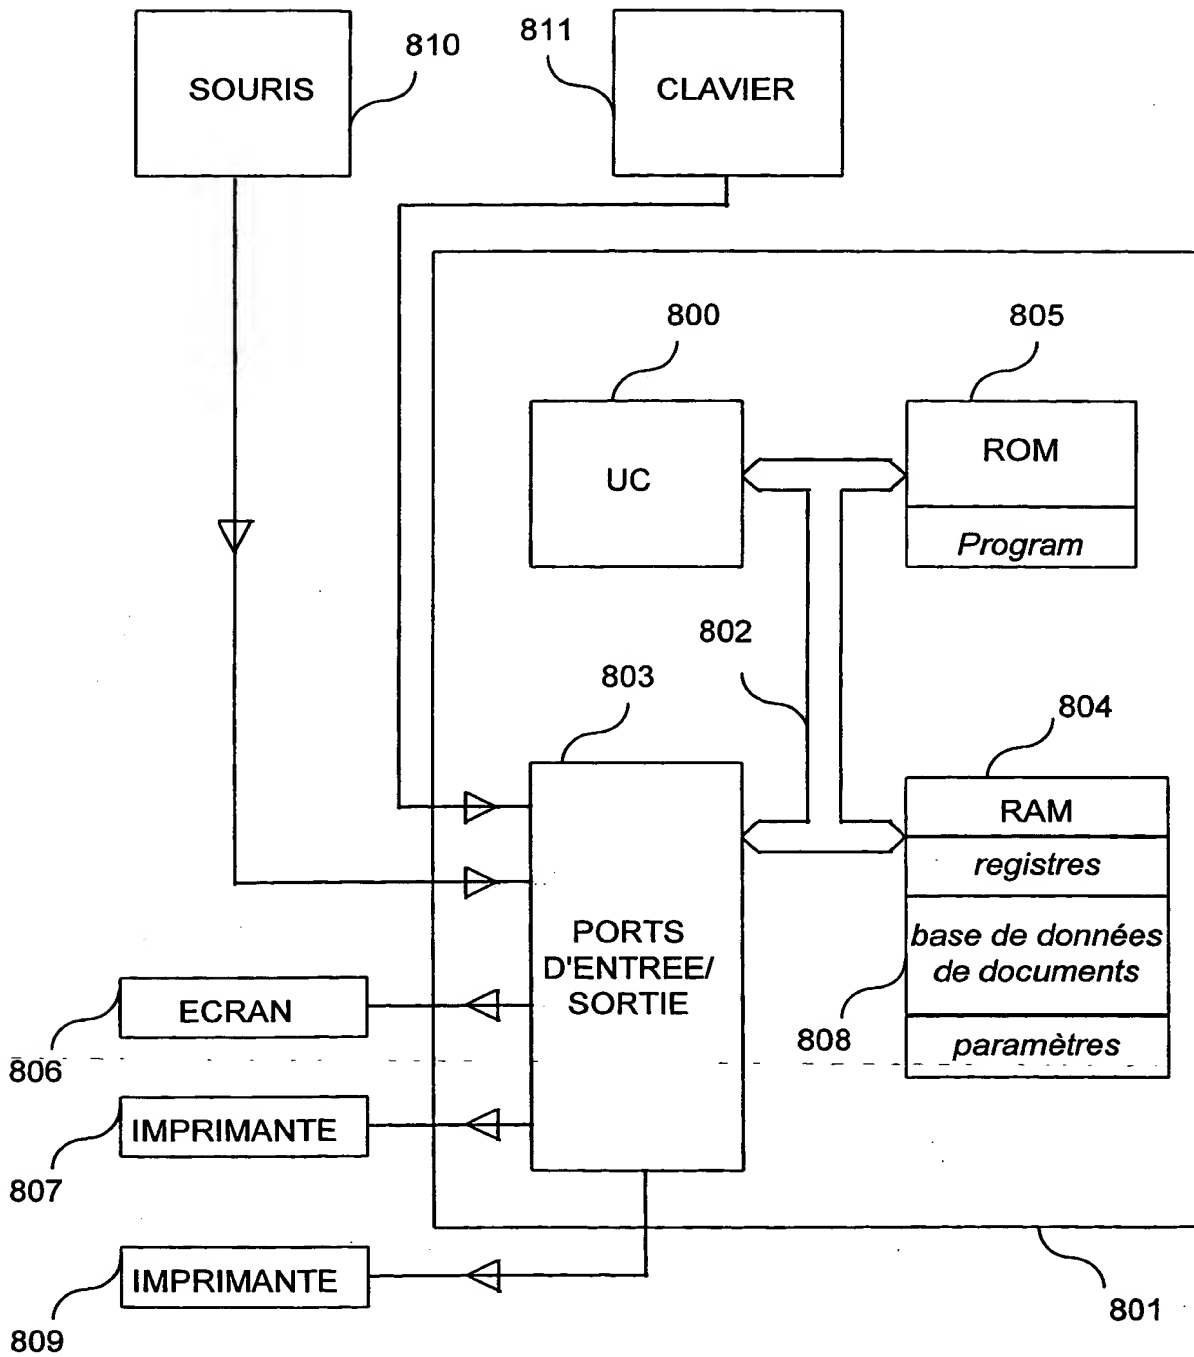 810
811
SOURIS
CLAVIER
800
805
UC
ROM
Program
802
803
804
RAM
registres
base de données
de documents
PORTS
D'ENTREE/
SORTIE
ECRAN
808
paramètres
806
IMPRIMANTE
807
IMPRIMANTE
801
809